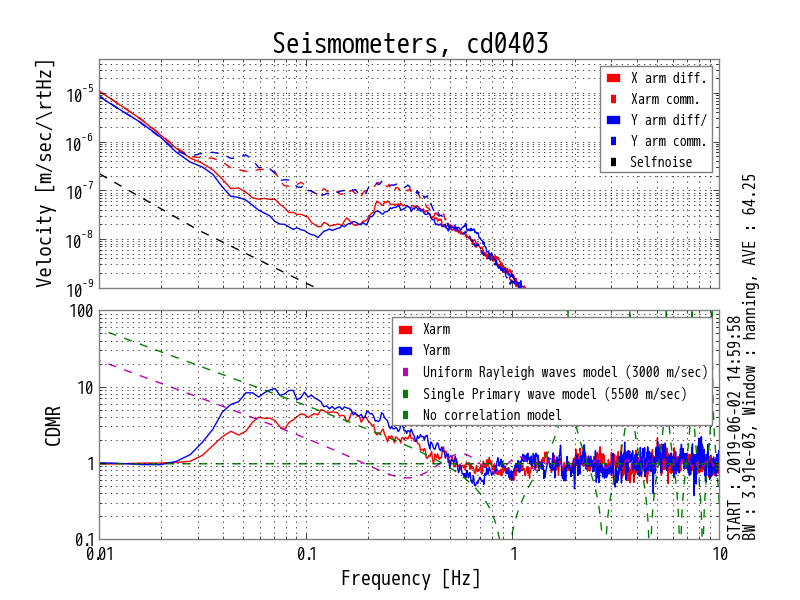 Seismometers, cd0403
Velocity [m/sec/\rtHz]
10^-5
10^-6
10^-7
10^-8
10^-9
X arm diff.
Xarm comm.
Y arm diff/
Y arm comm.
Selfnoise
CDMR
100
10
1
0.1
Xarm
Yarm
Uniform Rayleigh waves model (3000 m/sec)
Single Primary wave model (5500 m/sec)
No correlation model
0.01
0.1
1
10
Frequency [Hz]
START : 2019-06-02 14:59:58
BW : 3.91e-03, Window : hanning, AVE : 64.25